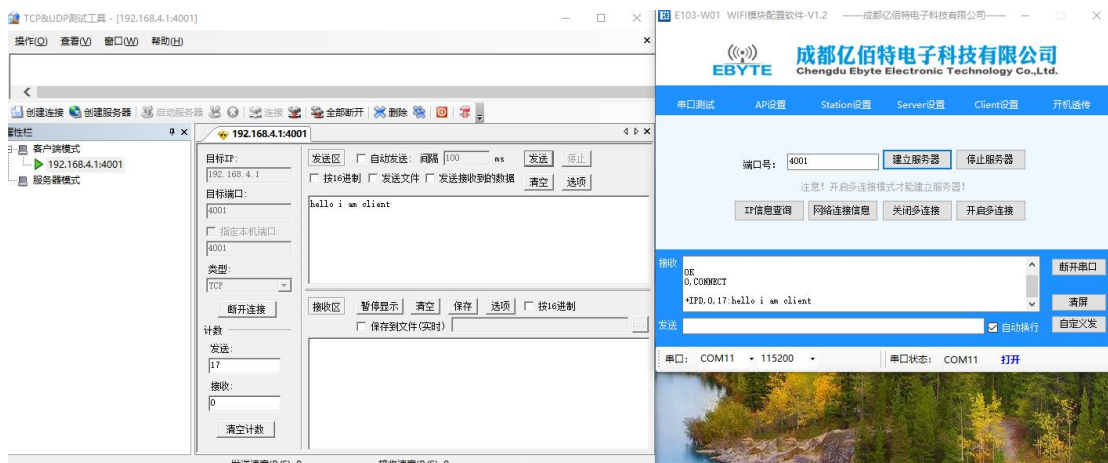 TCP&UDP测试工具 - [192.168.4.1:4001]
操作(O) 查看(V) 窗口(W) 帮助(H)
创建连接 创建服务器 启动服务器 连接 全部断开 删除
属性栏
客户端模式
192.168.4.1:4001
服务器模式
192.168.4.1:4001
目标IP:
192.168.4.1
目标端口:
4001
指定本机端口:
4001
类型:
TCP
断开连接
计数
发送:
17
接收:
0
清空计数
发送区 自动发送: 间隔 100 ms 发送 停止
按16进制 发送文件 发送接收到的数据 清空 选项
hello i am client
接收区 暂停显示 清空 保存 选项 按16进制
保存到文件(实时)
发送速度(B/S): 0 接收速度(B/S): 0
E103-W01 WIFI模块配置软件-V1.2 ——成都亿佰特电子科技有限公司——
EBYTE
成都亿佰特电子科技有限公司
Chengdu Ebyte Electronic Technology Co.,Ltd.
串口测试 AP设置 Station设置 Server设置 Client设置 开机透传
端口号: 4001 建立服务器 停止服务器
注意! 开启多连接模式才能建立服务器!
IP信息查询 网络连接信息 关闭多连接 开启多连接
接收
OK
0,CONNECT
+IPD,0,17:hello i am client
断开串口
清屏
发送 自动换行 自定义发
串口: COM11 115200 串口状态: COM11 打开